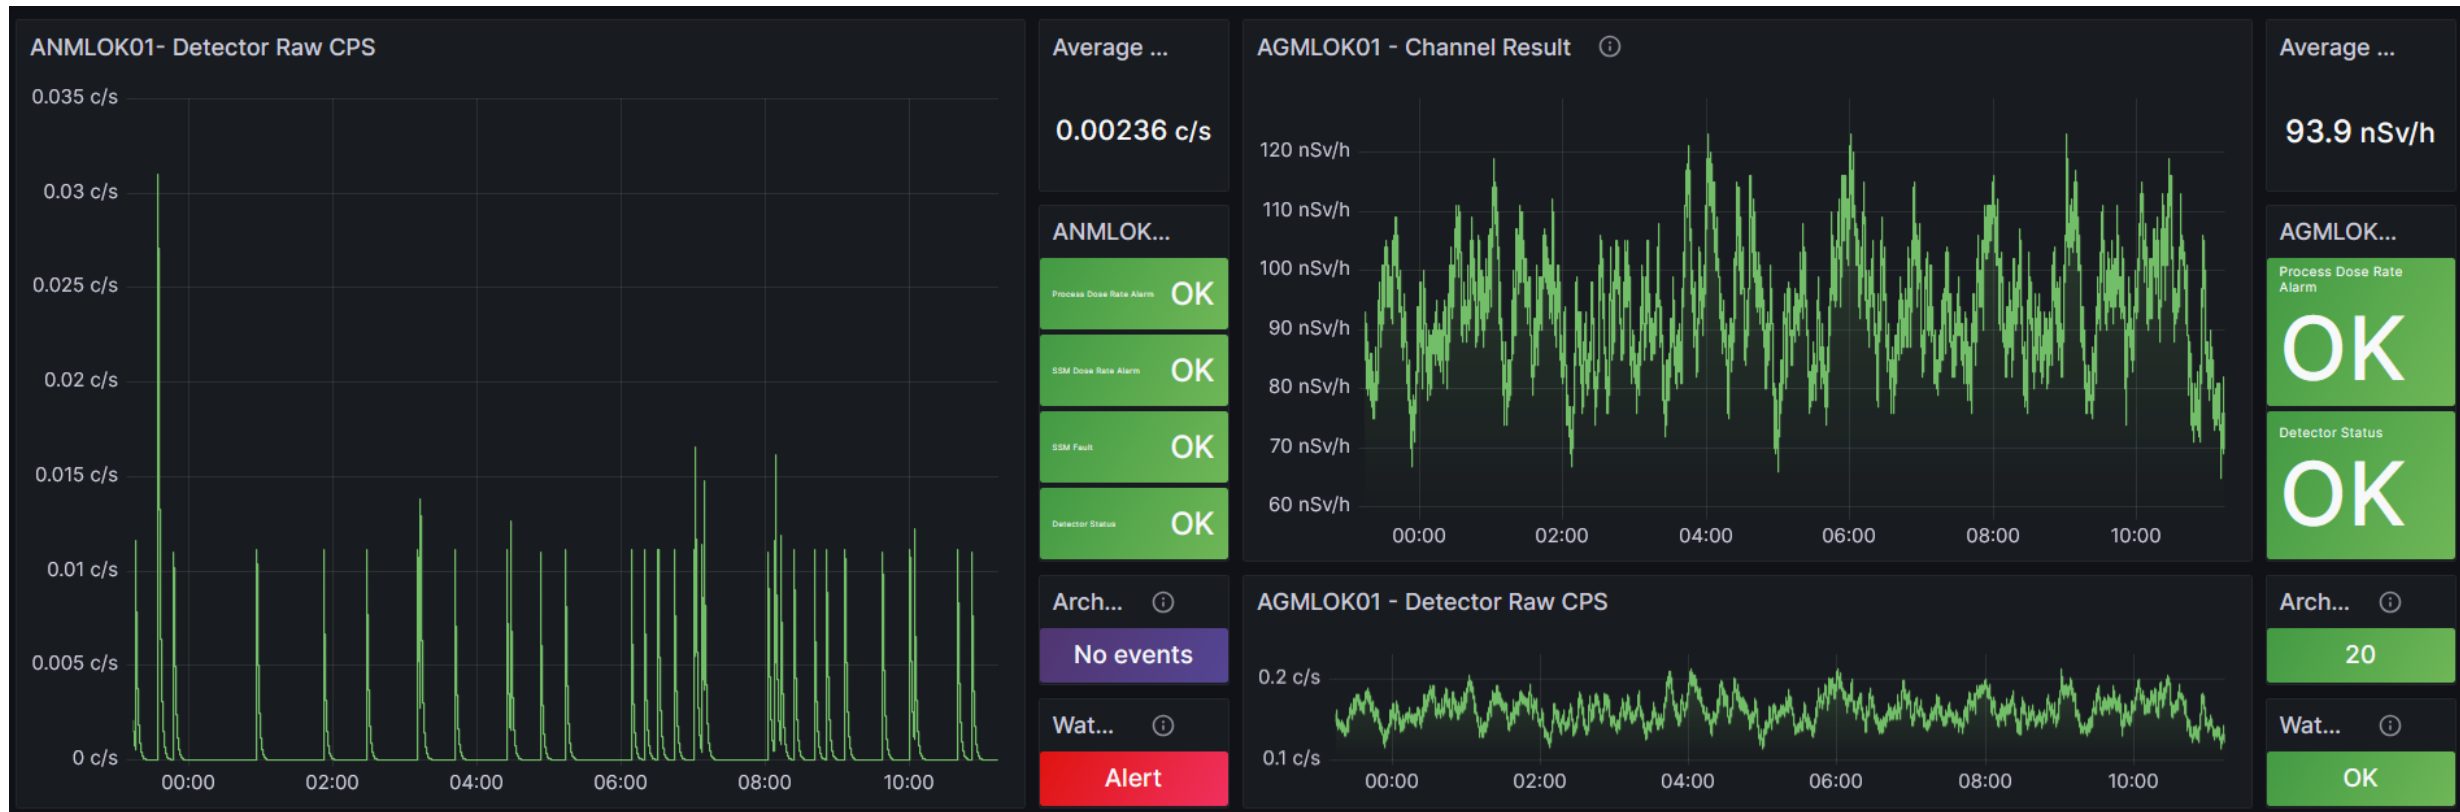 ANMLOK01- Detector Raw CPS
0.035 c/s
0.03 c/s
0.025 c/s
0.02 c/s
0.015 c/s
0.01 c/s
0.005 c/s
0 c/s
00:00 02:00 04:00 06:00 08:00 10:00
Average ...
0.00236 c/s
ANMLOK...
Process Dose Rate Alarm OK
SSM Dose Rate Alarm OK
SSM Fault OK
Detector Status OK
Arch...
No events
Wat...
Alert
AGMLOK01 - Channel Result
120 nSv/h
110 nSv/h
100 nSv/h
90 nSv/h
80 nSv/h
70 nSv/h
60 nSv/h
00:00 02:00 04:00 06:00 08:00 10:00
AGMLOK01 - Detector Raw CPS
0.2 c/s
0.1 c/s
00:00 02:00 04:00 06:00 08:00 10:00
Average ...
93.9 nSv/h
AGMLOK...
Process Dose Rate
Alarm
OK
Detector Status
OK
Arch...
20
Wat...
OK